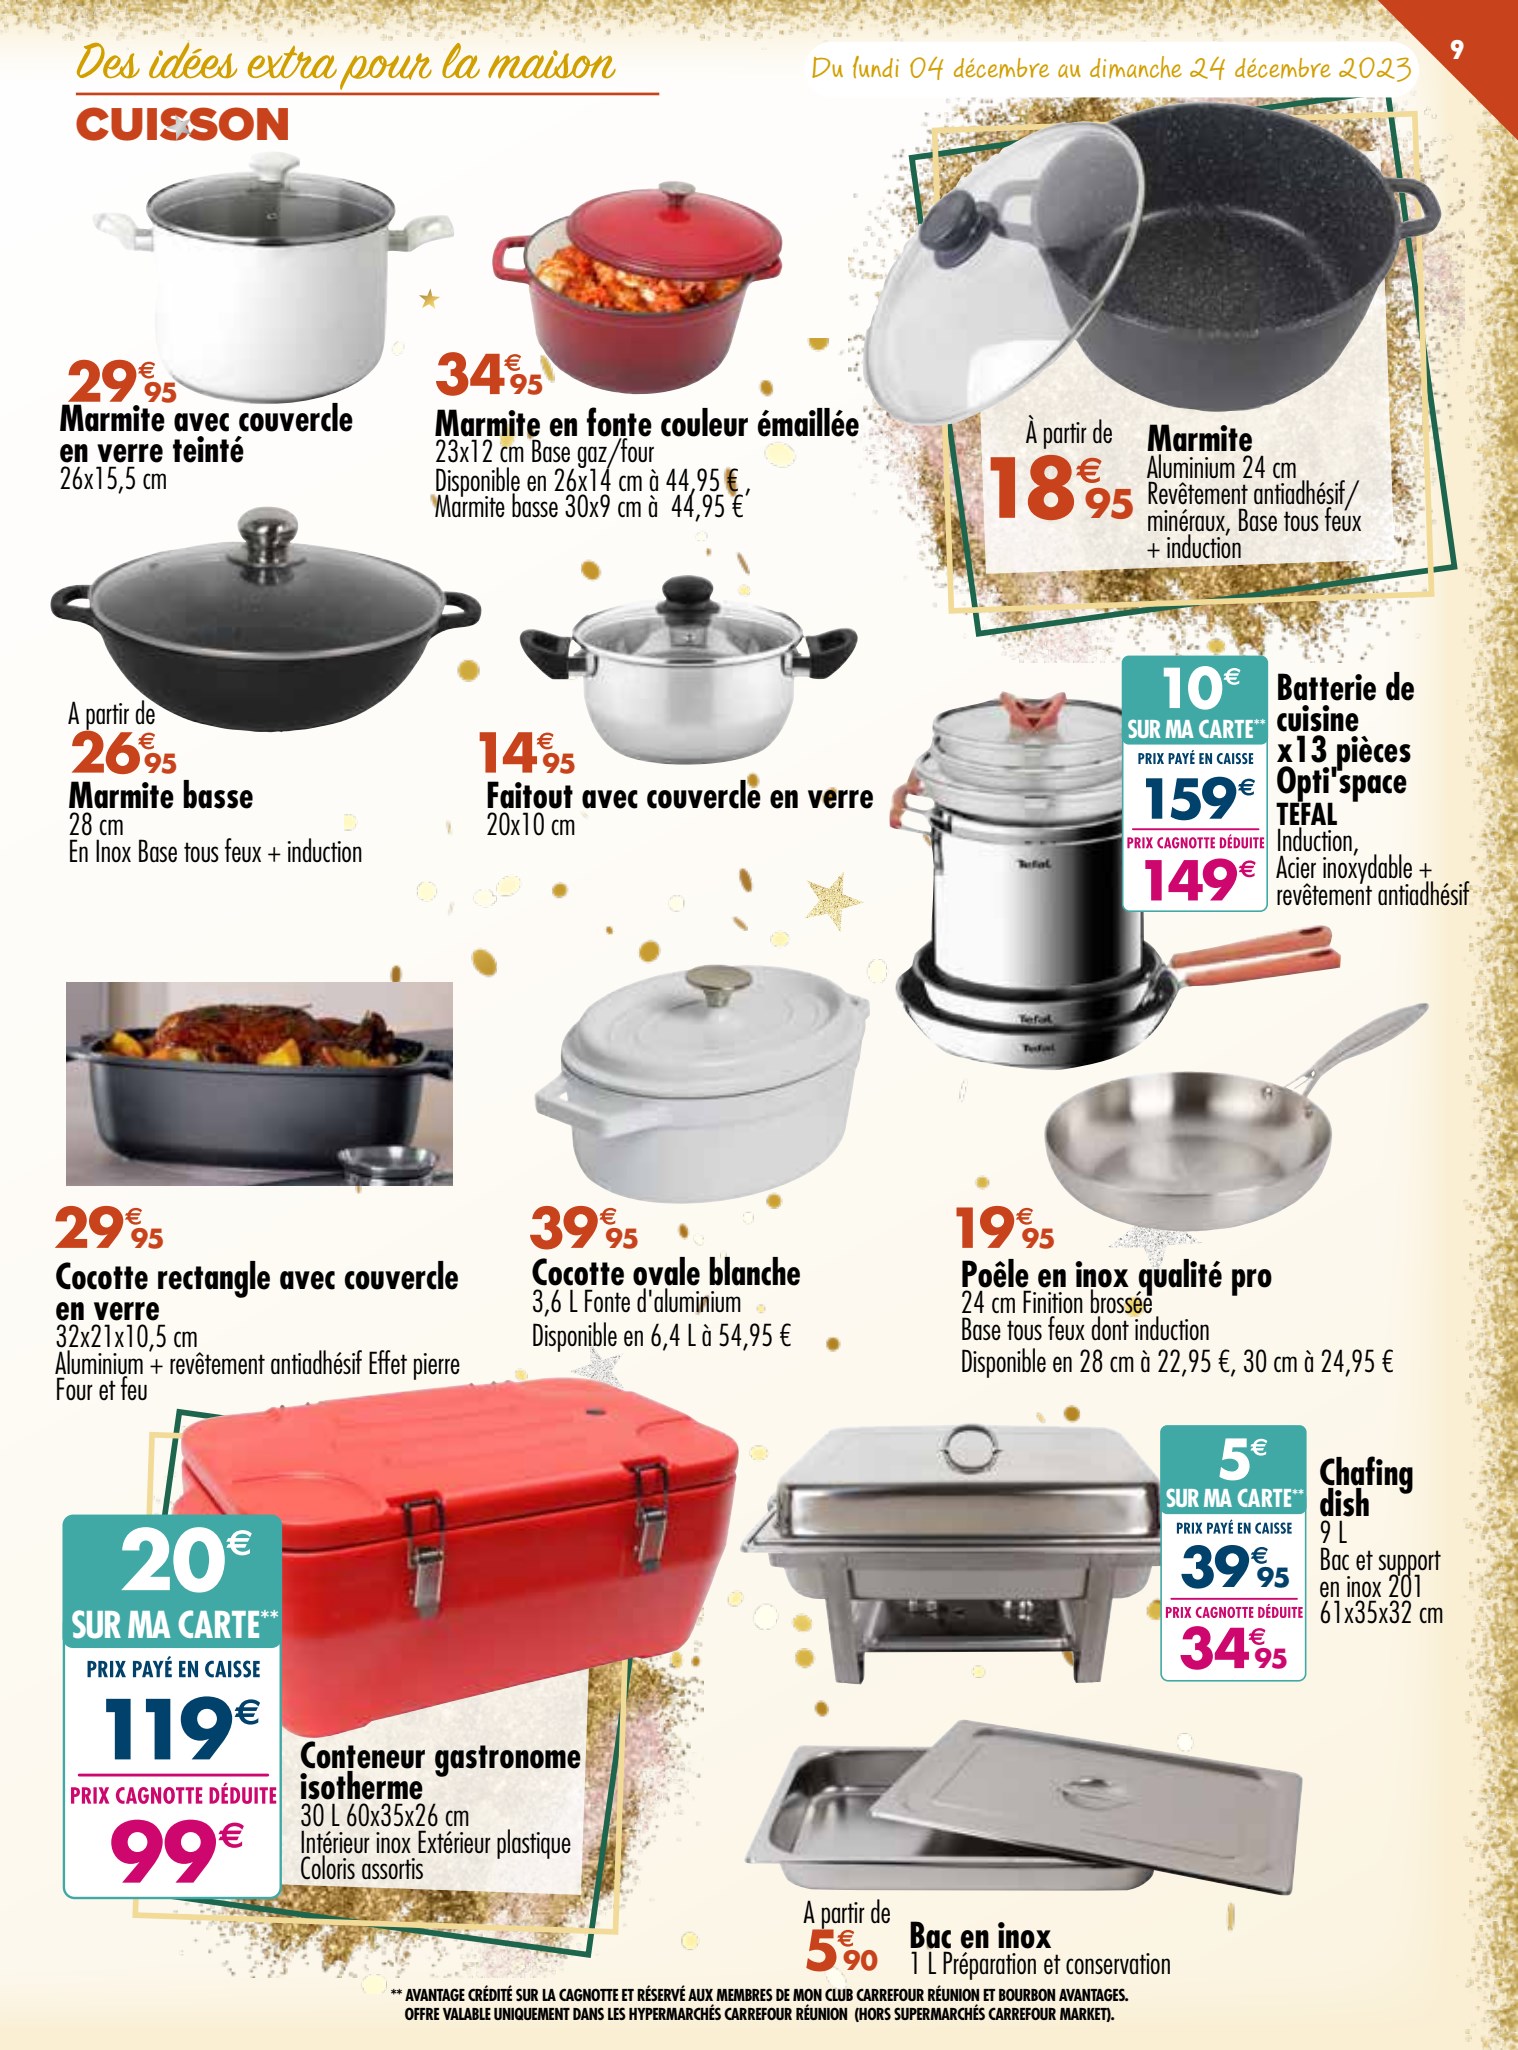 Des idées extra pour la maison
Du lundi 04 décembre au dimanche 24 décembre 2023
9
CUISSON
29€95
Marmite avec couvercle
en verre teinté
26x15,5 cm
34€95
Marmite en fonte couleur émaillée
23x12 cm Base gaz/four
Disponible en 26x14 cm à 44,95 € ,
Marmite basse 30x9 cm à 44,95 €
À partir de
18€95
Marmite
Aluminium 24 cm
Revêtement antiadhésif/
minéraux, Base tous feux
+ induction
A partir de
26€95
Marmite basse
28 cm
En Inox Base tous feux + induction
14€95
Faitout avec couvercle en verre
20x10 cm
10€
SUR MA CARTE**
PRIX PAYÉ EN CAISSE
159€
PRIX CAGNOTTE DÉDUITE
149€
Batterie de
cuisine
x13 pièces
Opti'space
TEFAL
Induction,
Acier inoxydable +
revêtement antiadhésif
Tefal
Tefal
Tefal
29€95
Cocotte rectangle avec couvercle
en verre
32x21x10,5 cm
Aluminium + revêtement antiadhésif Effet pierre
Four et feu
39€95
Cocotte ovale blanche
3,6 L Fonte d'aluminium
Disponible en 6,4 L à 54,95 €
19€95
Poêle en inox qualité pro
24 cm Finition brossée
Base tous feux dont induction
Disponible en 28 cm à 22,95 €, 30 cm à 24,95 €
20€
SUR MA CARTE**
PRIX PAYÉ EN CAISSE
119€
PRIX CAGNOTTE DÉDUITE
99€
Conteneur gastronome
isotherme
30 L 60x35x26 cm
Intérieur inox Extérieur plastique
Coloris assortis
5€
SUR MA CARTE**
PRIX PAYÉ EN CAISSE
39€95
PRIX CAGNOTTE DÉDUITE
34€95
Chafing
dish
9 L
Bac et support
en inox 201
61x35x32 cm
A partir de
5€90
Bac en inox
1 L Préparation et conservation
** AVANTAGE CRÉDITÉ SUR LA CAGNOTTE ET RÉSERVÉ AUX MEMBRES DE MON CLUB CARREFOUR RÉUNION ET BOURBON AVANTAGES.
OFFRE VALABLE UNIQUEMENT DANS LES HYPERMARCHÉS CARREFOUR RÉUNION (HORS SUPERMARCHÉS CARREFOUR MARKET).